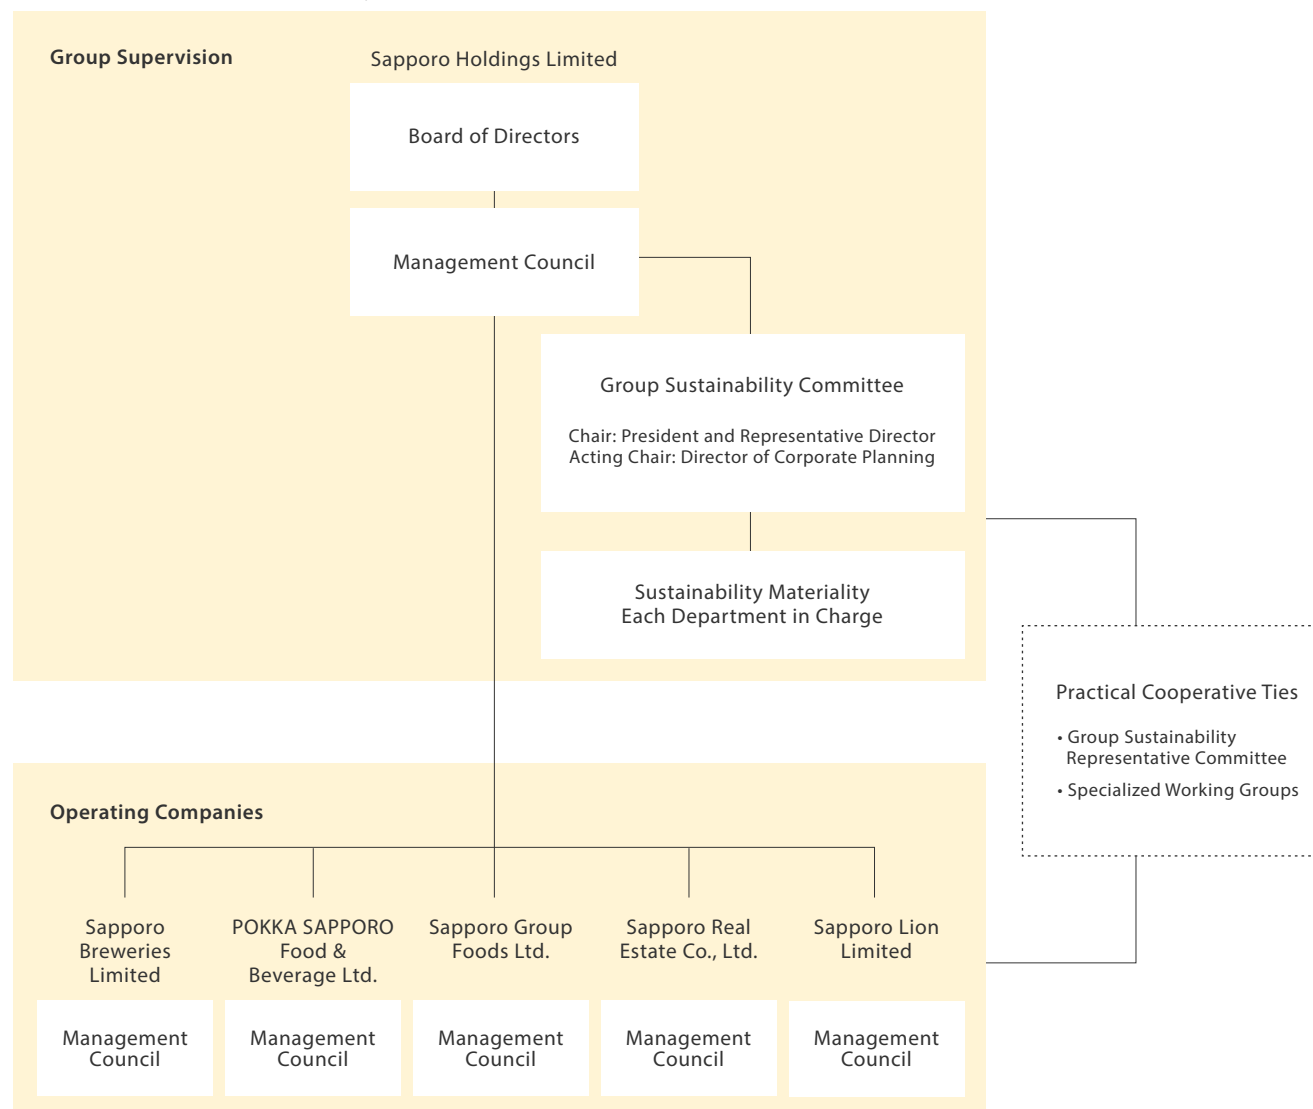 Group Supervision
Sapporo Holdings Limited
Board of Directors
Management Council
Group Sustainability Committee
Chair: President and Representative Director
Acting Chair: Director of Corporate Planning
Sustainability Materiality
Each Department in Charge
Practical Cooperative Ties
• Group Sustainability
Representative Committee
• Specialized Working Groups
Operating Companies
Sapporo
Breweries
Limited
POKKA SAPPORO
Food &
Beverage Ltd.
Sapporo Group
Foods Ltd.
Sapporo Real
Estate Co., Ltd.
Sapporo Lion
Limited
Management
Council
Management
Council
Management
Council
Management
Council
Management
Council